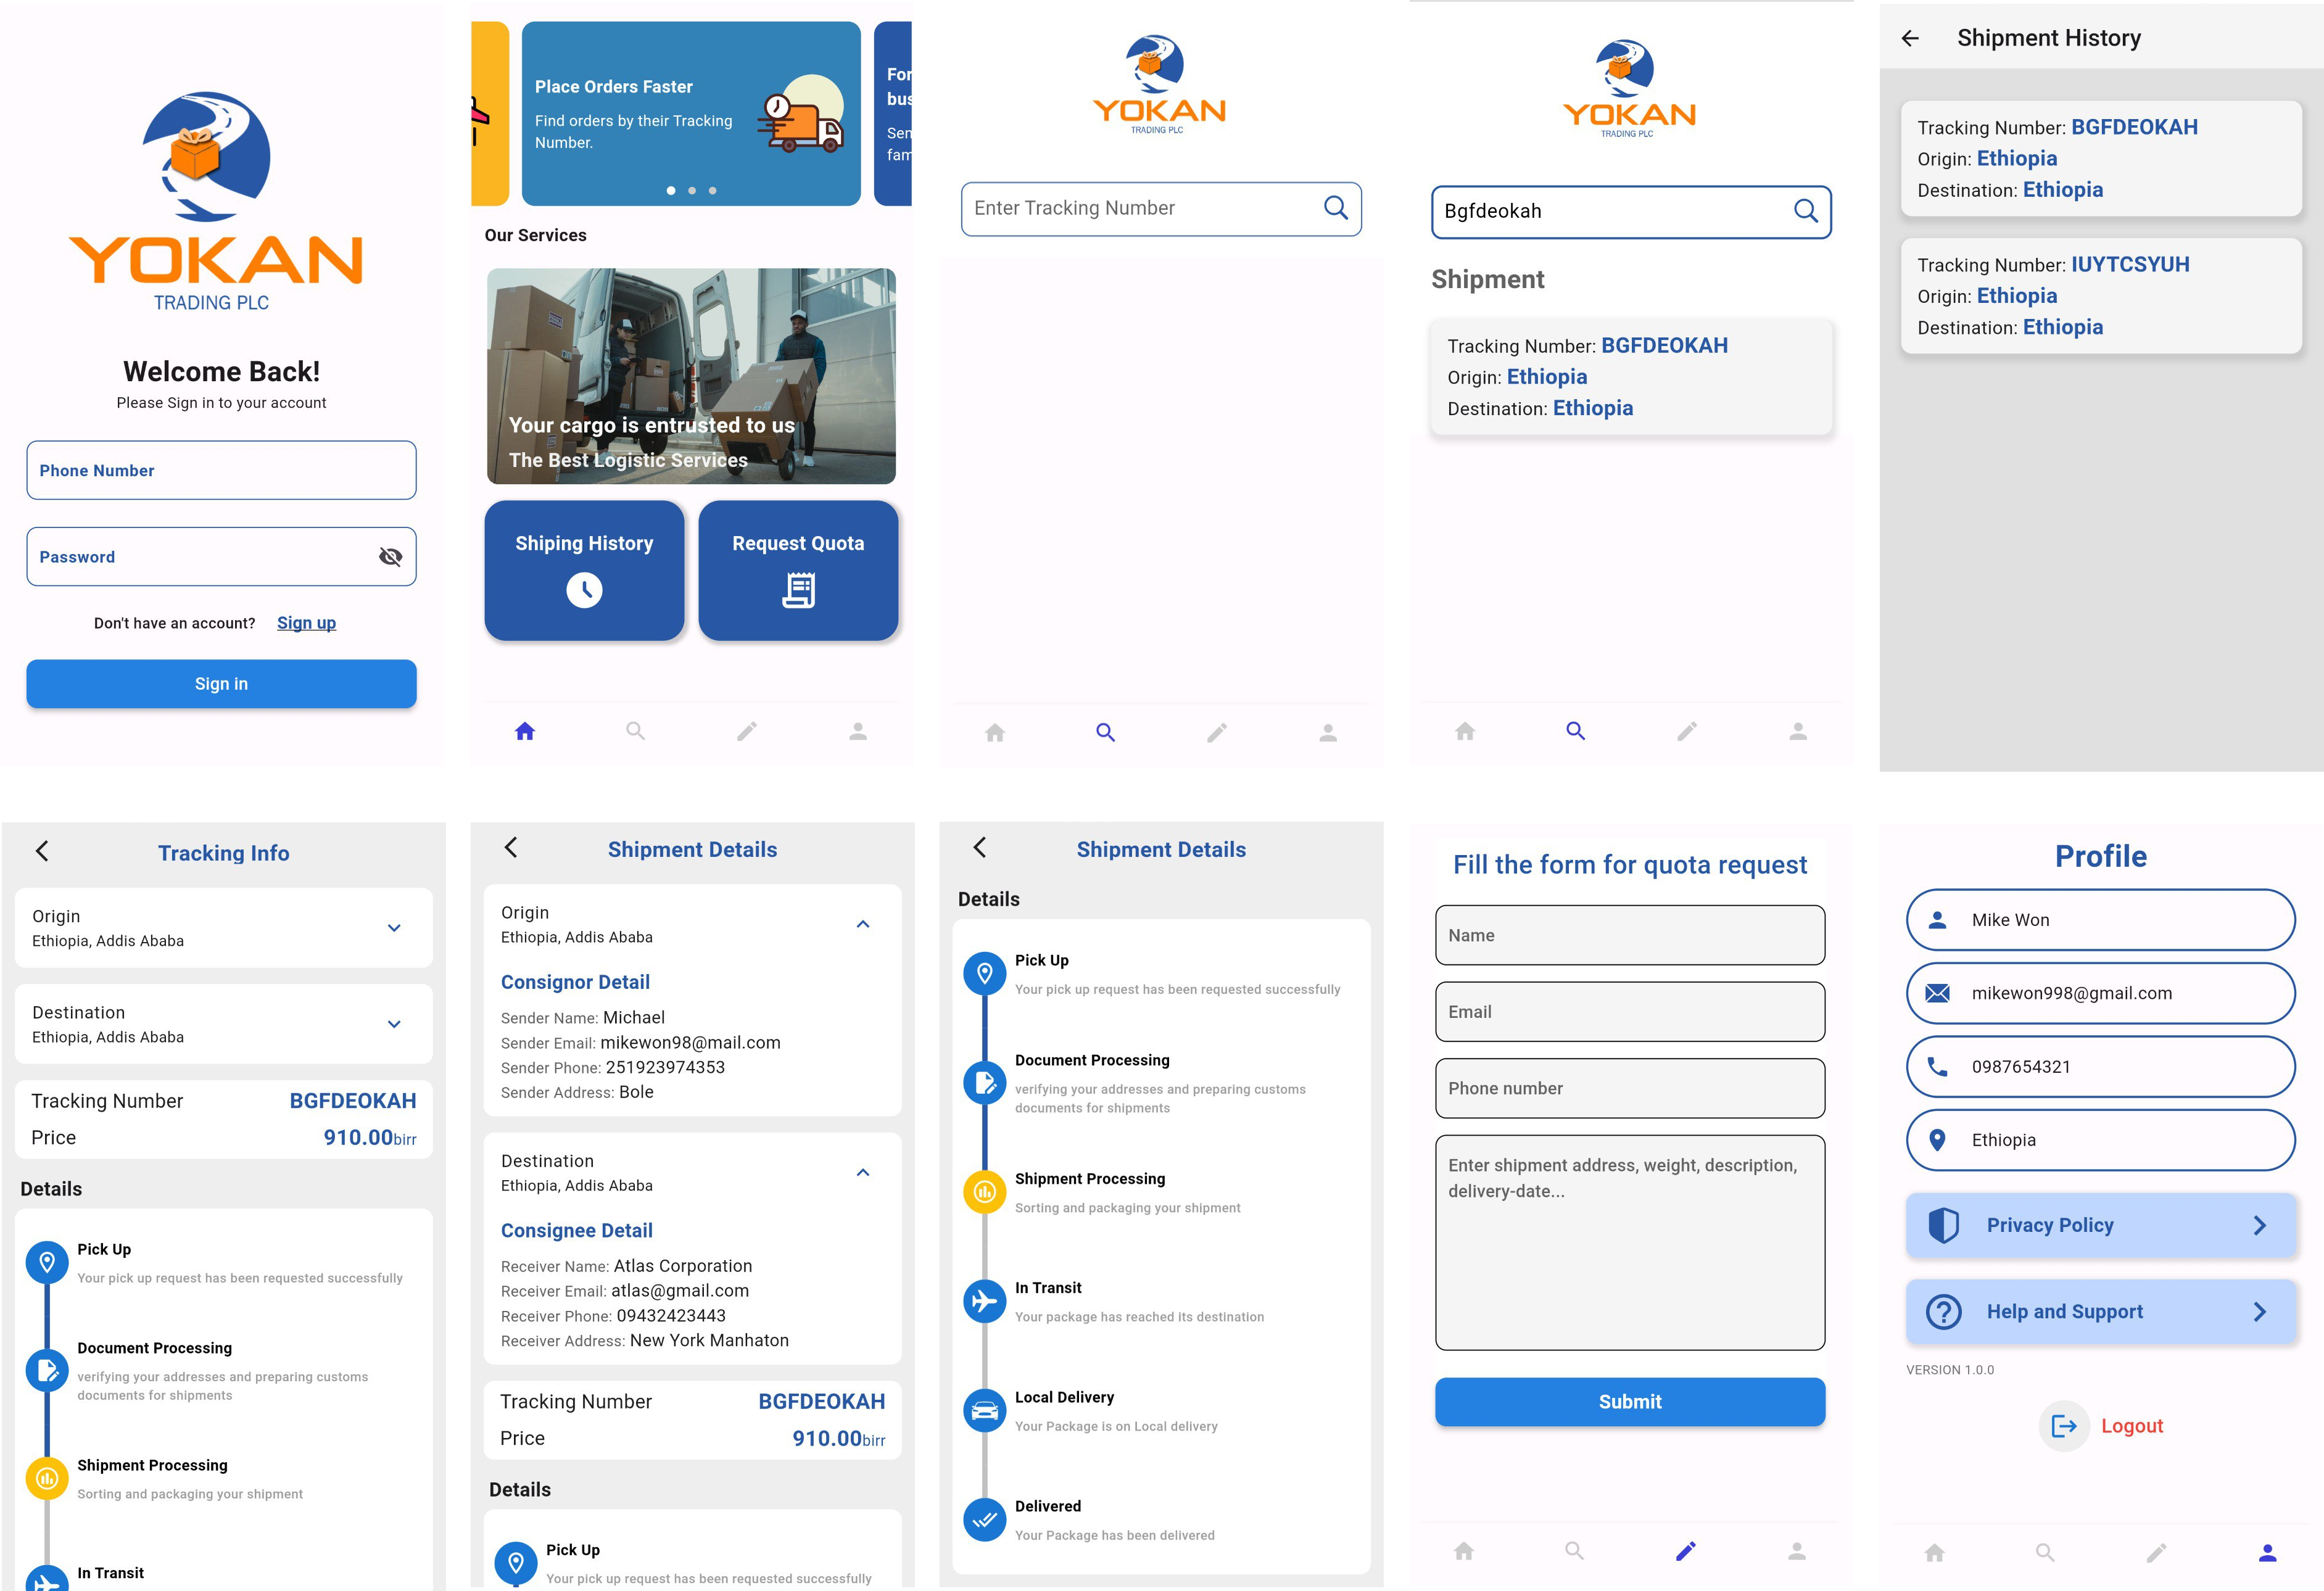 YOKAN
TRADING PLC
Welcome Back!
Please Sign in to your account
Phone Number
Password
Don't have an account? Sign up
Sign in
Place Orders Faster
Find orders by their Tracking
Number.
For
bus
Sen
fam
Our Services
Your cargo is entrusted to us
The Best Logistic Services
Shiping History
Request Quota
YOKAN
TRADING PLC
Enter Tracking Number
YOKAN
TRADING PLC
Bgfdeokah
Shipment
Tracking Number: BGFDEOKAH
Origin: Ethiopia
Destination: Ethiopia
Shipment History
Tracking Number: BGFDEOKAH
Origin: Ethiopia
Destination: Ethiopia
Tracking Number: IUYTCSYUH
Origin: Ethiopia
Destination: Ethiopia
Tracking Info
Origin
Ethiopia, Addis Ababa
Destination
Ethiopia, Addis Ababa
Tracking Number BGFDEOKAH
Price 910.00birr
Details
Pick Up
Your pick up request has been requested successfully
Document Processing
verifying your addresses and preparing customs
documents for shipments
Shipment Processing
Sorting and packaging your shipment
In Transit
Shipment Details
Origin
Ethiopia, Addis Ababa
Consignor Detail
Sender Name: Michael
Sender Email: mikewon98@mail.com
Sender Phone: 251923974353
Sender Address: Bole
Destination
Ethiopia, Addis Ababa
Consignee Detail
Receiver Name: Atlas Corporation
Receiver Email: atlas@gmail.com
Receiver Phone: 09432423443
Receiver Address: New York Manhaton
Tracking Number BGFDEOKAH
Price 910.00birr
Details
Pick Up
Your pick up request has been requested successfully
Shipment Details
Details
Pick Up
Your pick up request has been requested successfully
Document Processing
verifying your addresses and preparing customs
documents for shipments
Shipment Processing
Sorting and packaging your shipment
In Transit
Your package has reached its destination
Local Delivery
Your Package is on Local delivery
Delivered
Your Package has been delivered
Fill the form for quota request
Name
Email
Phone number
Enter shipment address, weight, description,
delivery-date...
Submit
Profile
Mike Won
mikewon998@gmail.com
0987654321
Ethiopia
Privacy Policy
Help and Support
VERSION 1.0.0
Logout